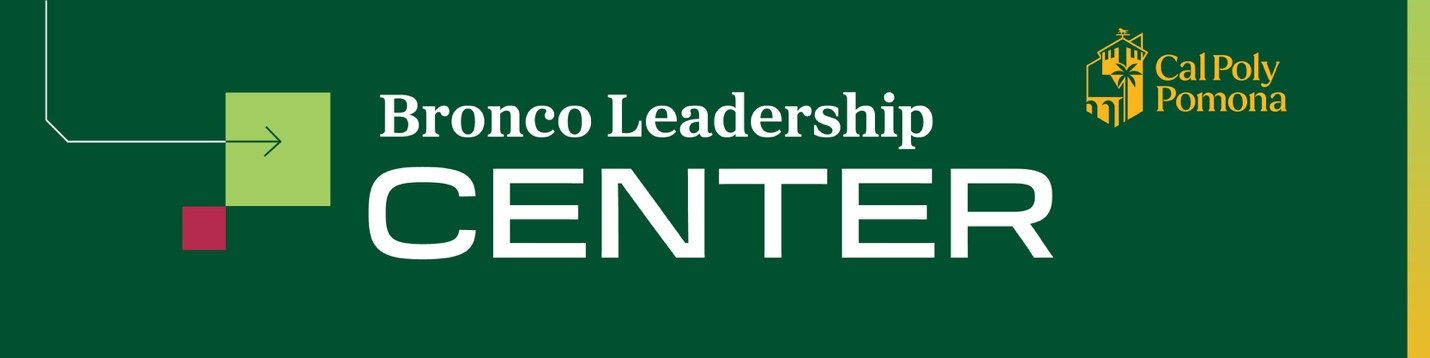 Bronco Leadership
CENTER
Cal Poly
Pomona